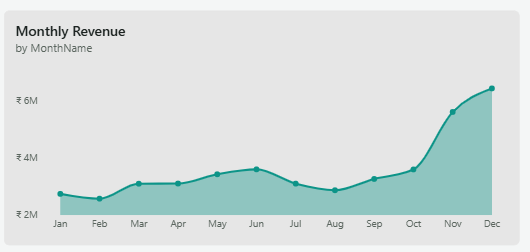 Monthly Revenue
by MonthName
₹ 6M
₹ 4M
₹ 2M
Jan Feb Mar Apr May Jun Jul Aug Sep Oct Nov Dec